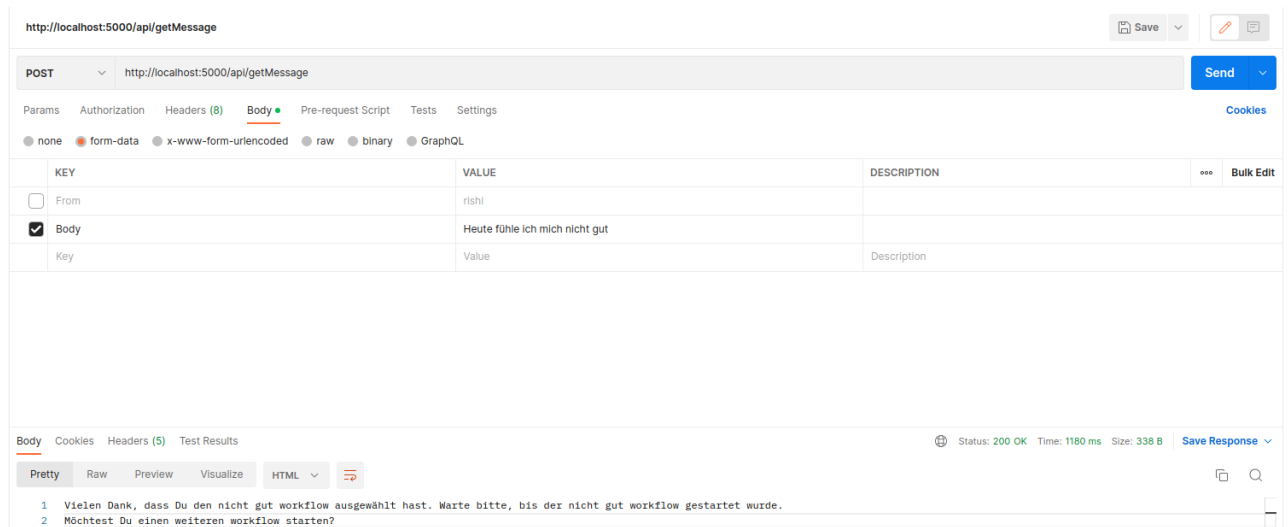 http://localhost:5000/api/getMessage
Save
POST http://localhost:5000/api/getMessage Send
Params Authorization Headers (8) Body Pre-request Script Tests Settings Cookies
none form-data x-www-form-urlencoded raw binary GraphQL
KEY VALUE DESCRIPTION ooo Bulk Edit
From rishi
Body Heute fühle ich mich nicht gut
Key Value Description
Body Cookies Headers (5) Test Results Status: 200 OK Time: 1180 ms Size: 338 B Save Response
Pretty Raw Preview Visualize HTML
1 Vielen Dank, dass Du den nicht gut workflow ausgewählt hast. Warte bitte, bis der nicht gut workflow gestartet wurde.
2 Möchtest Du einen weiteren workflow starten?